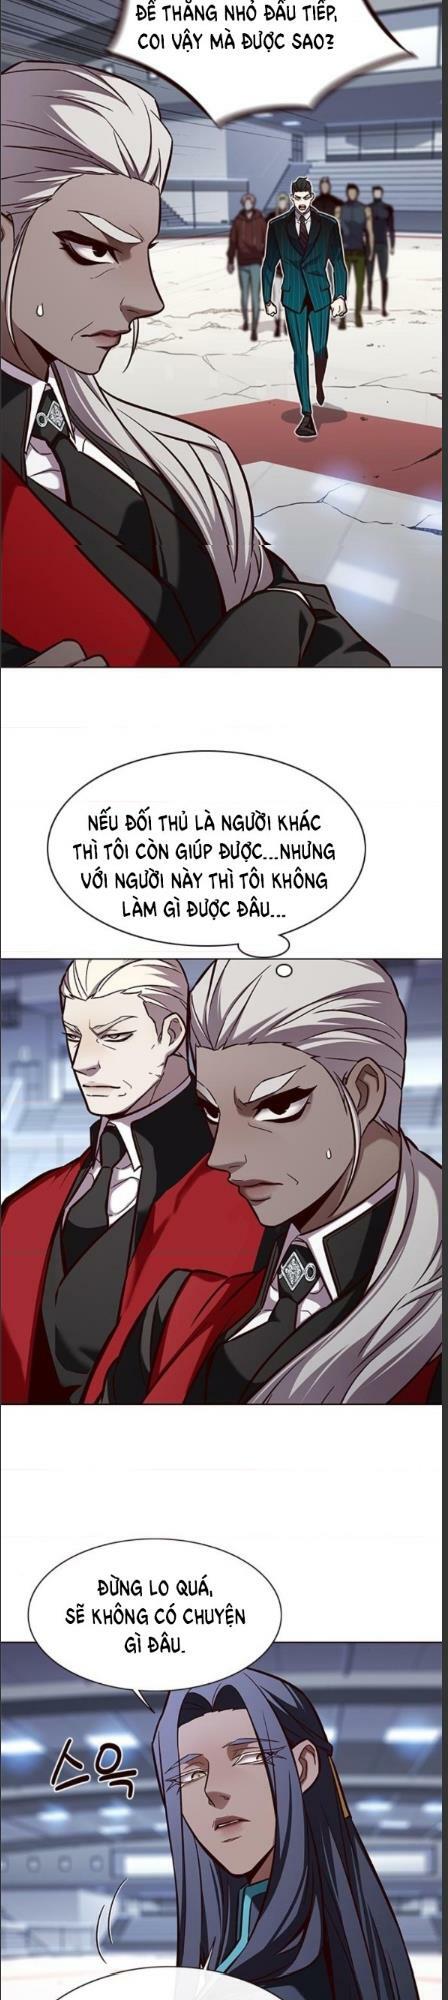 ĐỂ THẰNG NHỎ ĐẤU TIẾP,
COI VẬY MÀ ĐƯỢC SAO?
NẾU ĐỐI THỦ LÀ NGƯỜI KHÁC
THÌ TÔI CÒN GIÚP ĐƯỢC...NHƯNG
VỚI NGƯỜI NÀY THÌ TÔI KHÔNG
LÀM GÌ ĐƯỢC ĐÂU...
ĐỪNG LO QUÁ,
SẼ KHÔNG CÓ CHUYỆN
GÌ ĐÂU.
스윽